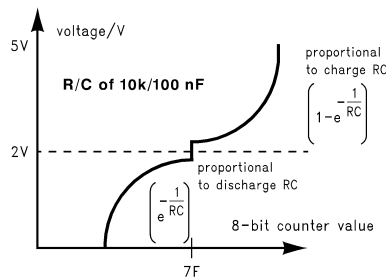 5V
voltage/V
R/C of 10k/100 nF
proportional
to charge RC
(1-e^-1/RC)
2V
proportional
to discharge RC
(e^-1/RC)
8-bit counter value
7F